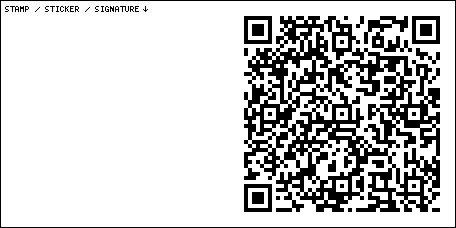 STAMP / STICKER / SIGNATURE ↓